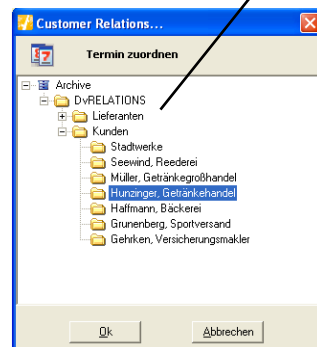 Customer Relations...
Termin zuordnen
Archive
DvRELATIONS
Lieferanten
Kunden
Stadtwerke
Seewind, Reederei
Müller, Getränkegroßhandel
Hunzinger, Getränkehandel
Haffmann, Bäckerei
Grunenberg, Sportversand
Gehrken, Versicherungsmakler
Ok
Abbrechen